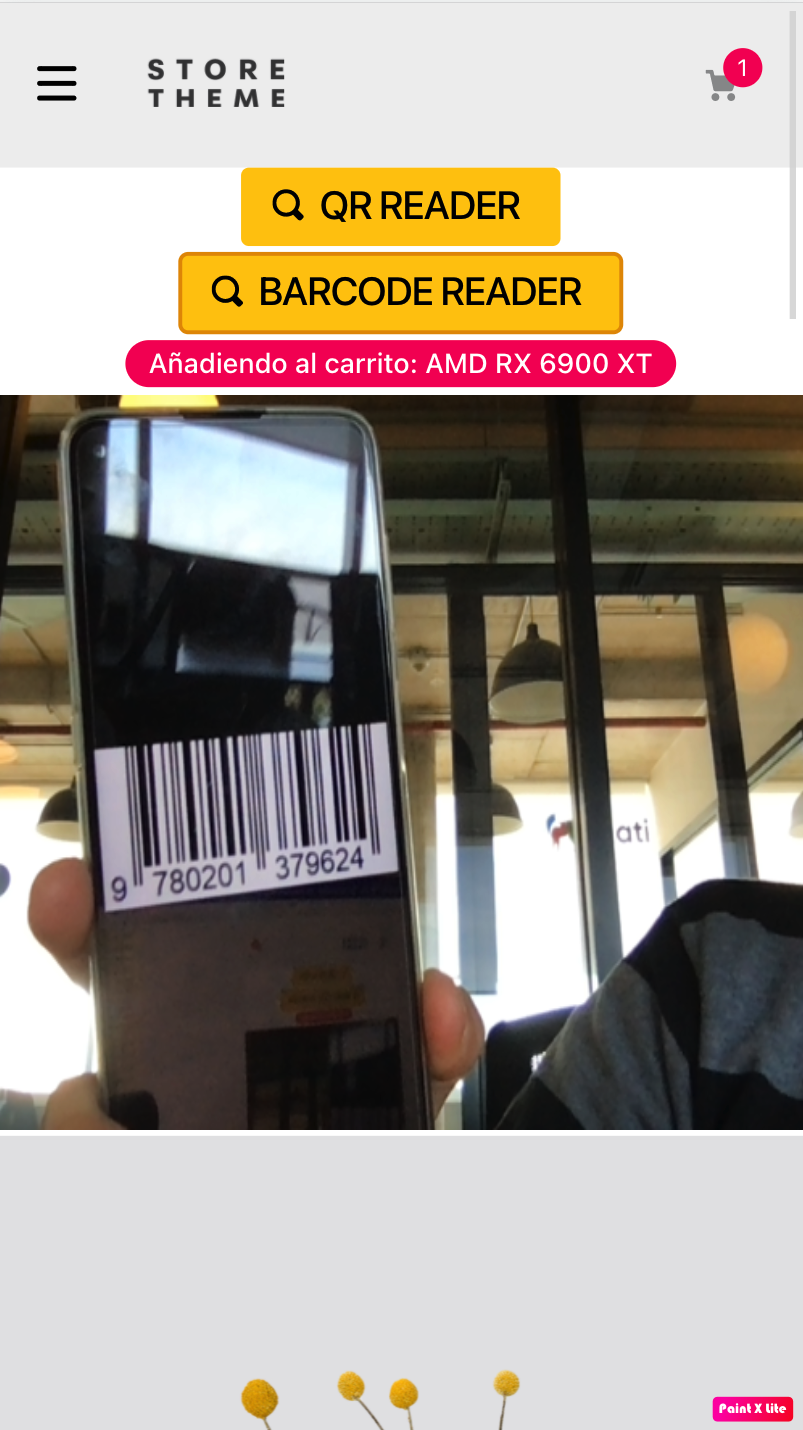 STORE
THEME
1
QR READER
BARCODE READER
Añadiendo al carrito: AMD RX 6900 XT
9 780201 379624
ati
Paint X Lite